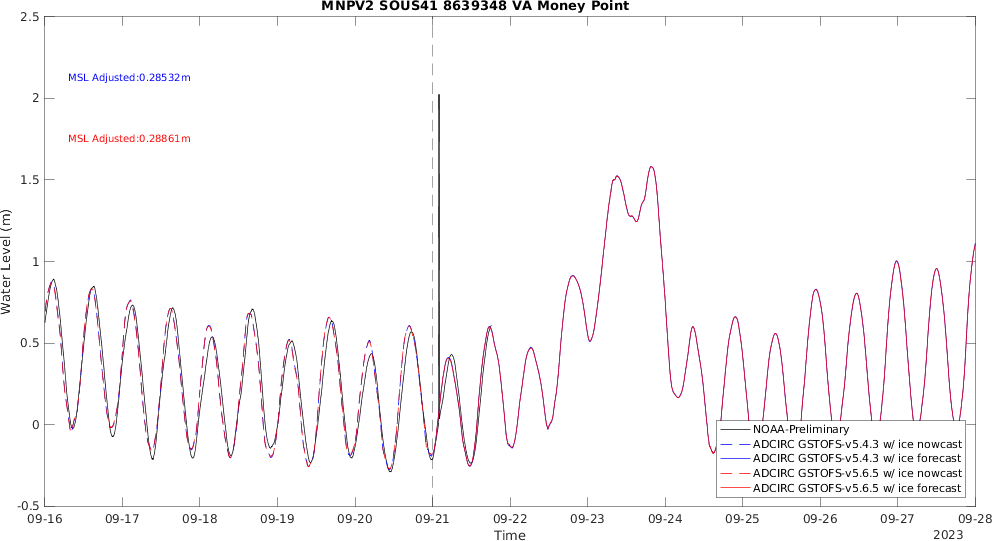 MNPV2 SOUS41 8639348 VA Money Point
2.5
2
1.5
1
0.5
0
-0.5
Water Level (m)
MSL Adjusted:0.28532m
MSL Adjusted:0.28861m
NOAA-Preliminary
ADCIRC GSTOFS-v5.4.3 w/ ice nowcast
ADCIRC GSTOFS-v5.4.3 w/ ice forecast
ADCIRC GSTOFS-v5.6.5 w/ ice nowcast
ADCIRC GSTOFS-v5.6.5 w/ ice forecast
09-16 09-17 09-18 09-19 09-20 09-21 09-22 09-23 09-24 09-25 09-26 09-27 09-28
Time
2023